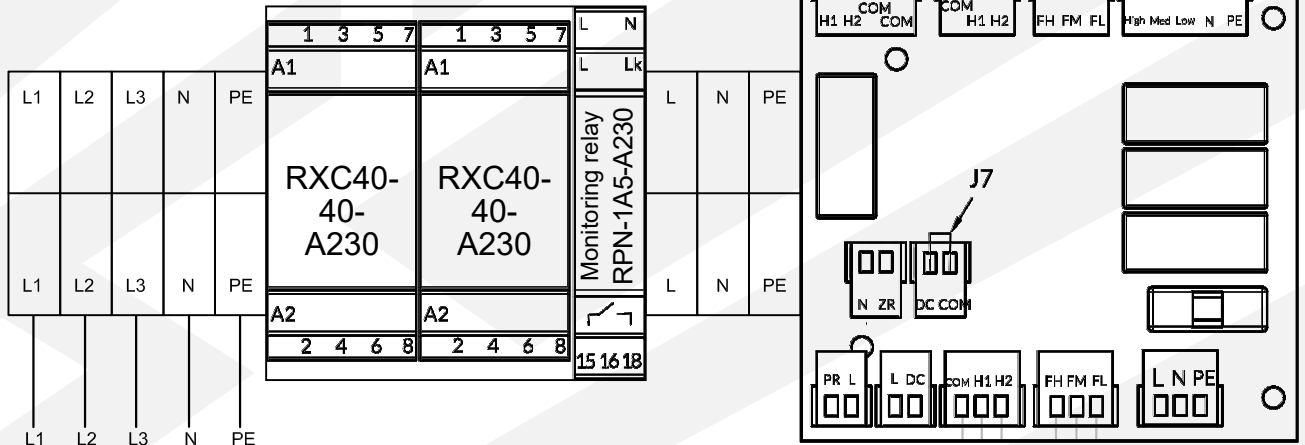 COM COM
H1 H2 COM H1 H2 FH FM FL High Med Low N PE
1 3 5 7 1 3 5 7 L N
A1 A1 L Lk
L1 L2 L3 N PE L N PE
RXC40-
40-
A230
RXC40-
40-
A230
Monitoring relay
RPN-1A5-A230
J7
L1 L2 L3 N PE L N PE
N ZR DC COM
A2 A2
2 4 6 8 2 4 6 8 15 16 18
PR L L DC COM H1 H2 FH FM FL L N PE
L1 L2 L3 N PE